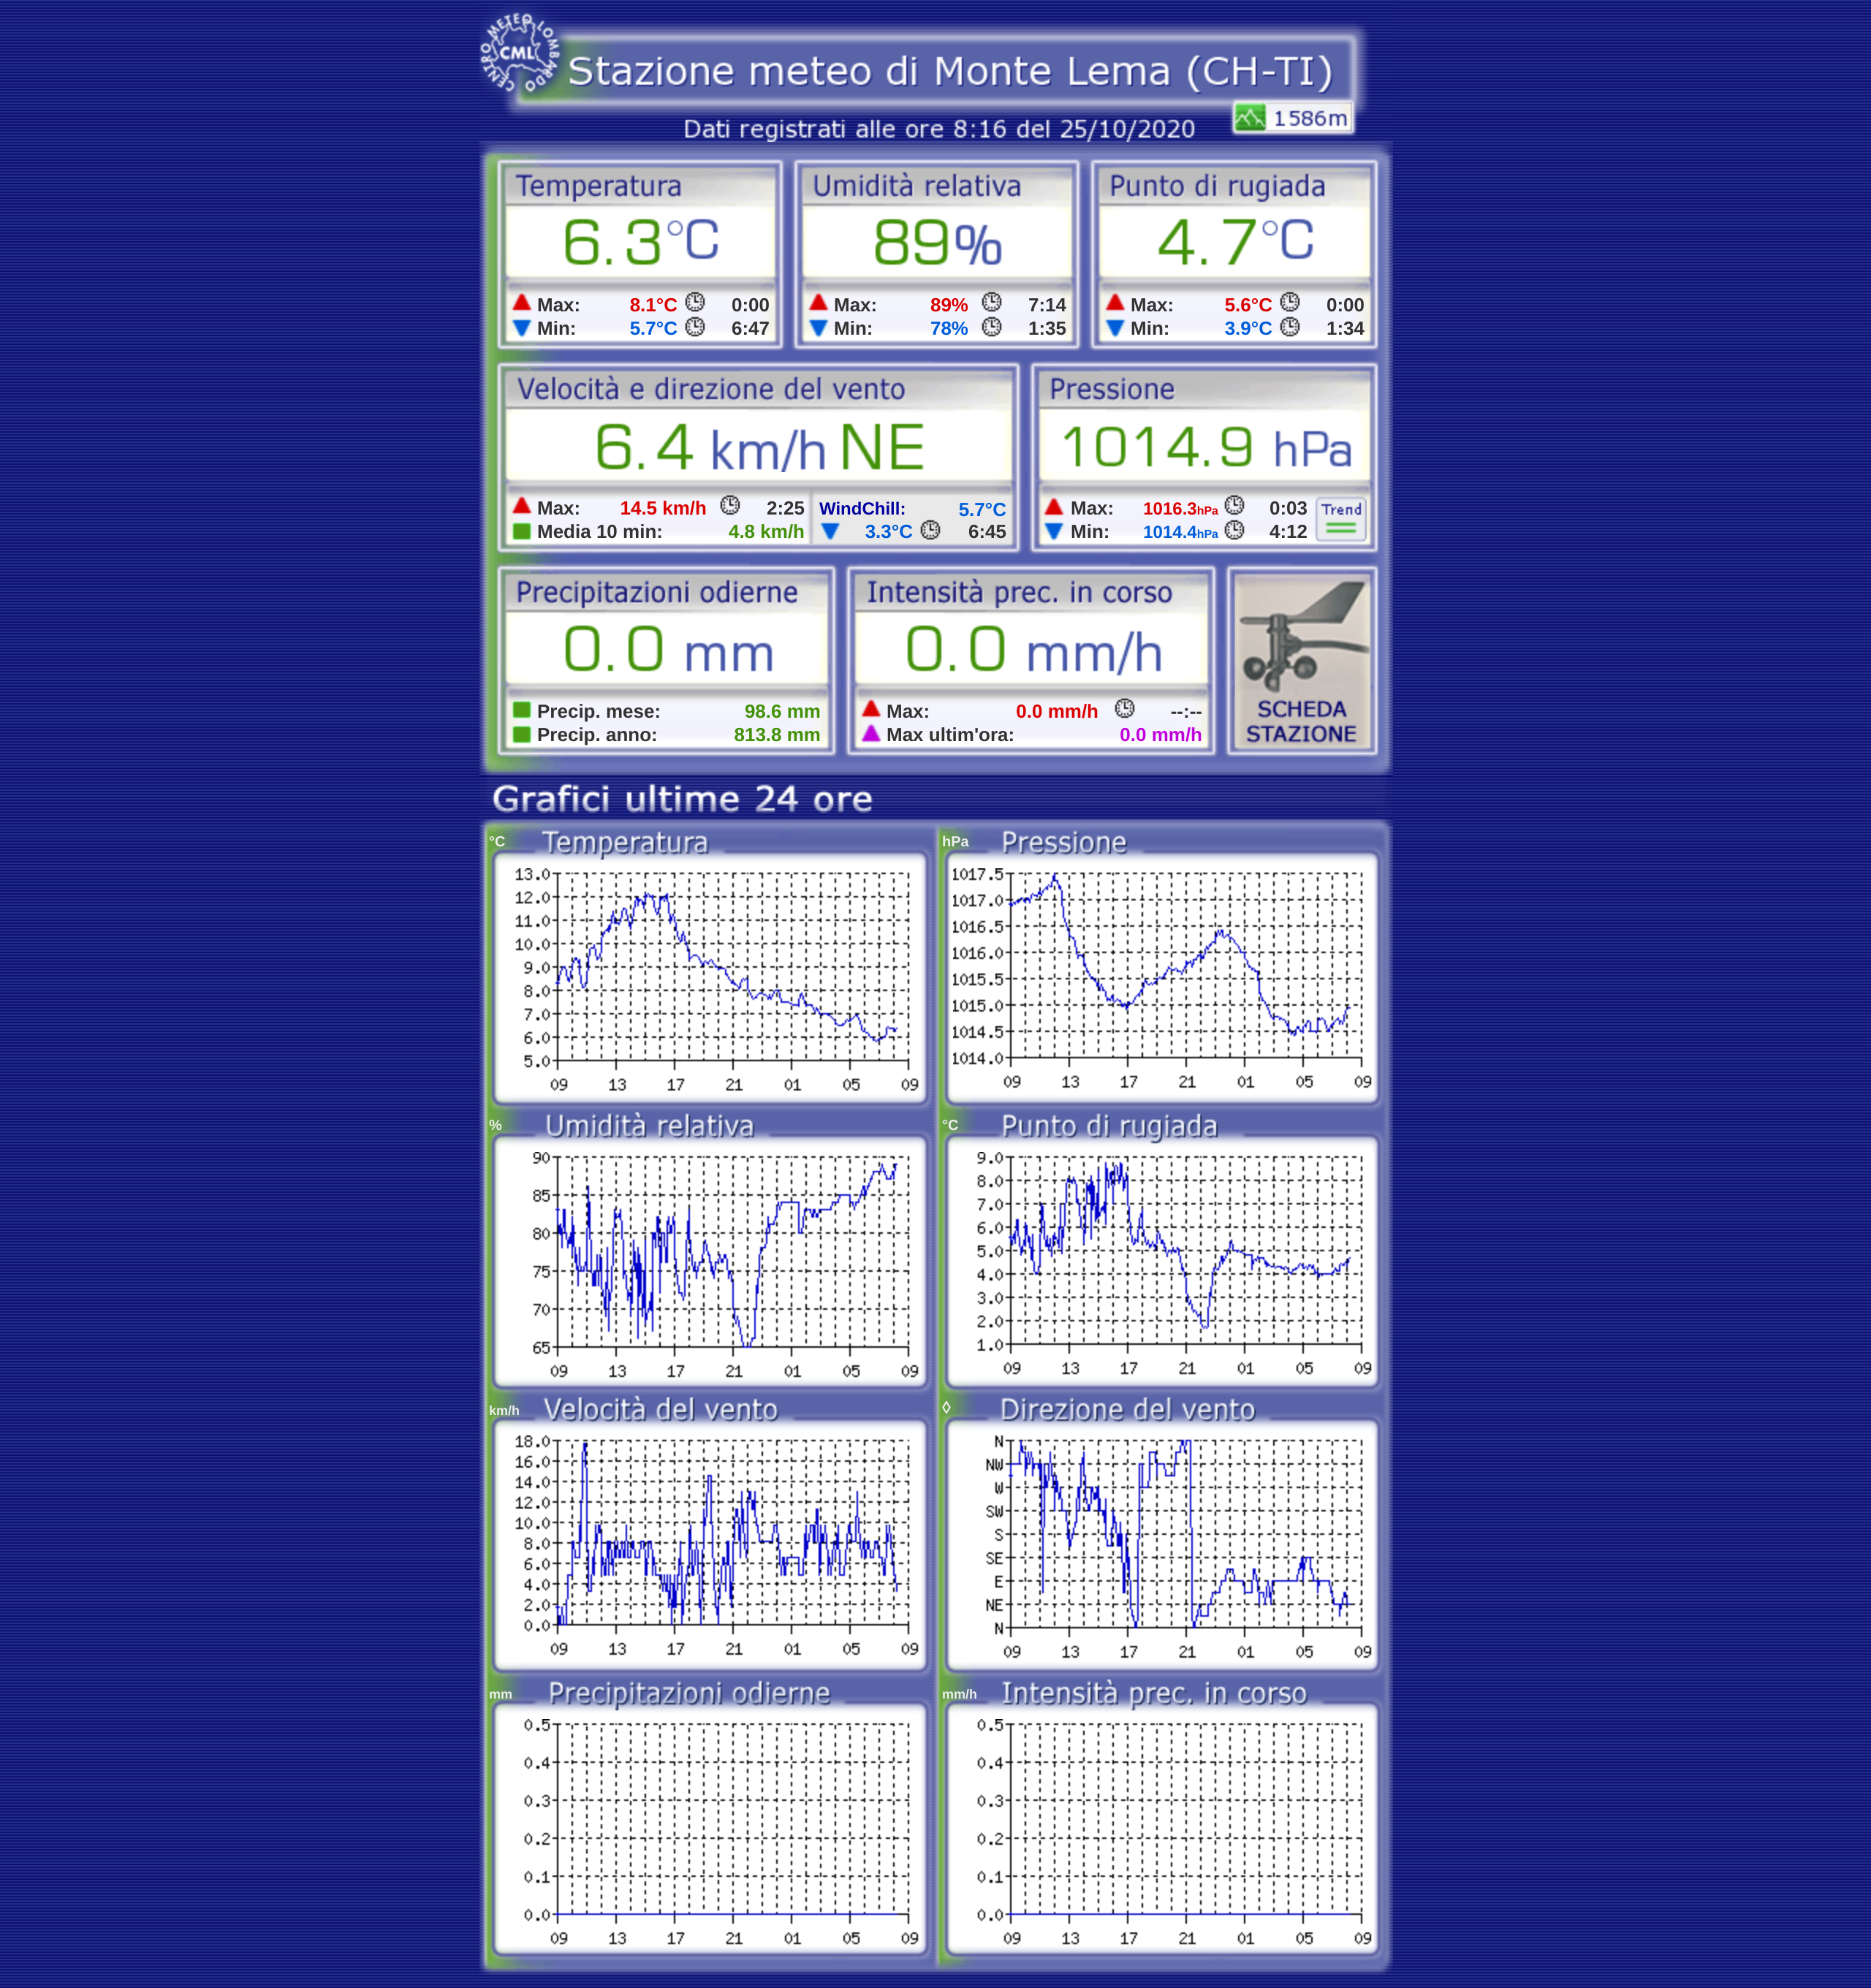 CENTRO METEO LOMBARDO
CML
Stazione meteo di Monte Lema (CH-TI)
1586m
Dati registrati alle ore 8:16 del 25/10/2020
Temperatura
6.3°C
Max: 8.1°C 0:00
Min: 5.7°C 6:47
Umidità relativa
89%
Max: 89% 7:14
Min: 78% 1:35
Punto di rugiada
4.7°C
Max: 5.6°C 0:00
Min: 3.9°C 1:34
Velocità e direzione del vento
6.4 km/h NE
Max: 14.5 km/h 2:25
Media 10 min: 4.8 km/h
WindChill: 5.7°C
3.3°C 6:45
Pressione
1014.9 hPa
Max: 1016.3hPa 0:03
Min: 1014.4hPa 4:12
Trend
Precipitazioni odierne
0.0 mm
Precip. mese: 98.6 mm
Precip. anno: 813.8 mm
Intensità prec. in corso
0.0 mm/h
Max: 0.0 mm/h --:--
Max ultim'ora: 0.0 mm/h
SCHEDA
STAZIONE
Grafici ultime 24 ore
°C Temperatura
13.0
12.0
11.0
10.0
9.0
8.0
7.0
6.0
5.0
09 13 17 21 01 05 09
hPa Pressione
1017.5
1017.0
1016.5
1016.0
1015.5
1015.0
1014.5
1014.0
09 13 17 21 01 05 09
% Umidità relativa
90
85
80
75
70
65
09 13 17 21 01 05 09
°C Punto di rugiada
9.0
8.0
7.0
6.0
5.0
4.0
3.0
2.0
1.0
09 13 17 21 01 05 09
km/h Velocità del vento
18.0
16.0
14.0
12.0
10.0
8.0
6.0
4.0
2.0
0.0
09 13 17 21 01 05 09
◊ Direzione del vento
N
NW
W
SW
S
SE
E
NE
N
09 13 17 21 01 05 09
mm Precipitazioni odierne
0.5
0.4
0.3
0.2
0.1
0.0
09 13 17 21 01 05 09
mm/h Intensità prec. in corso
0.5
0.4
0.3
0.2
0.1
0.0
09 13 17 21 01 05 09